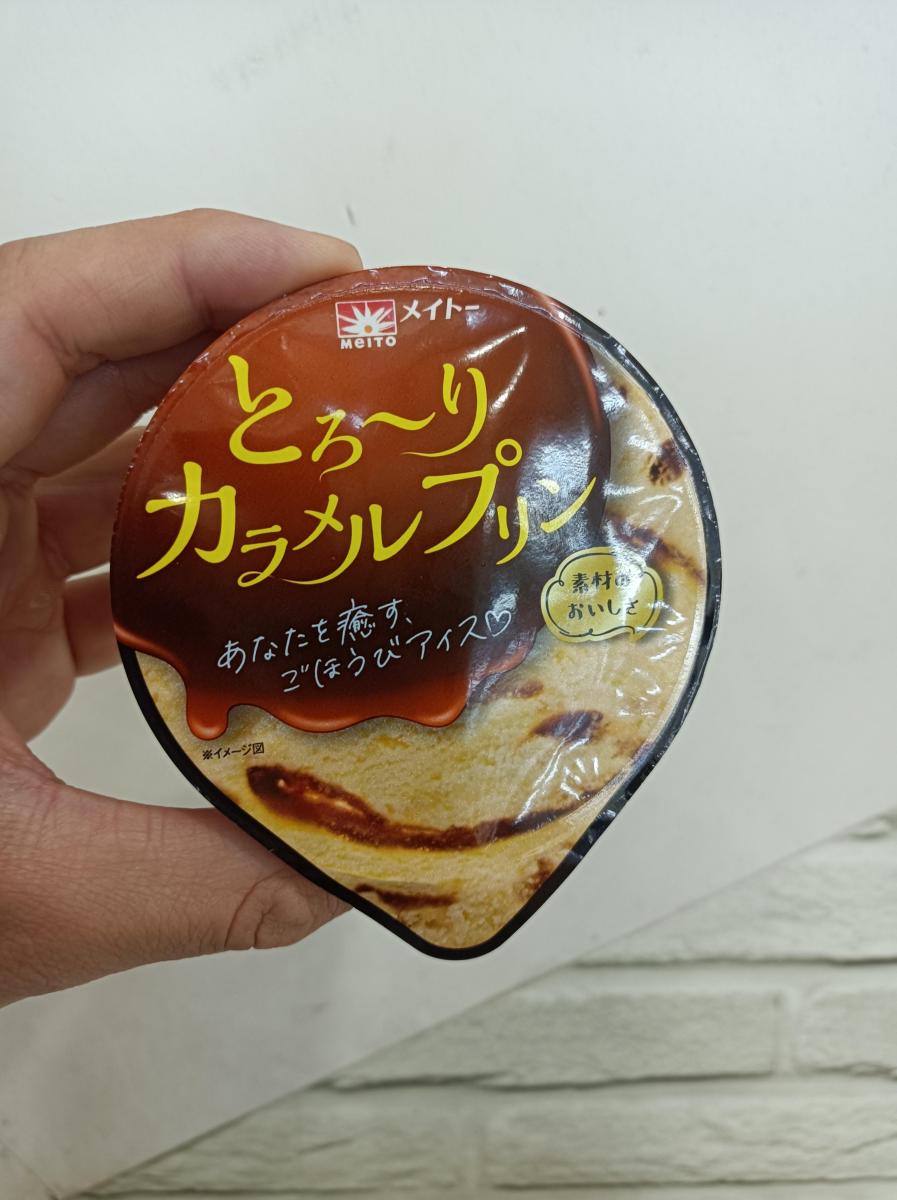 メイトー
MEITO
とろ〜り
カラメルプリン
素材の
おいしさ
あなたを癒す、
ごほうびアイス♡
※イメージ図